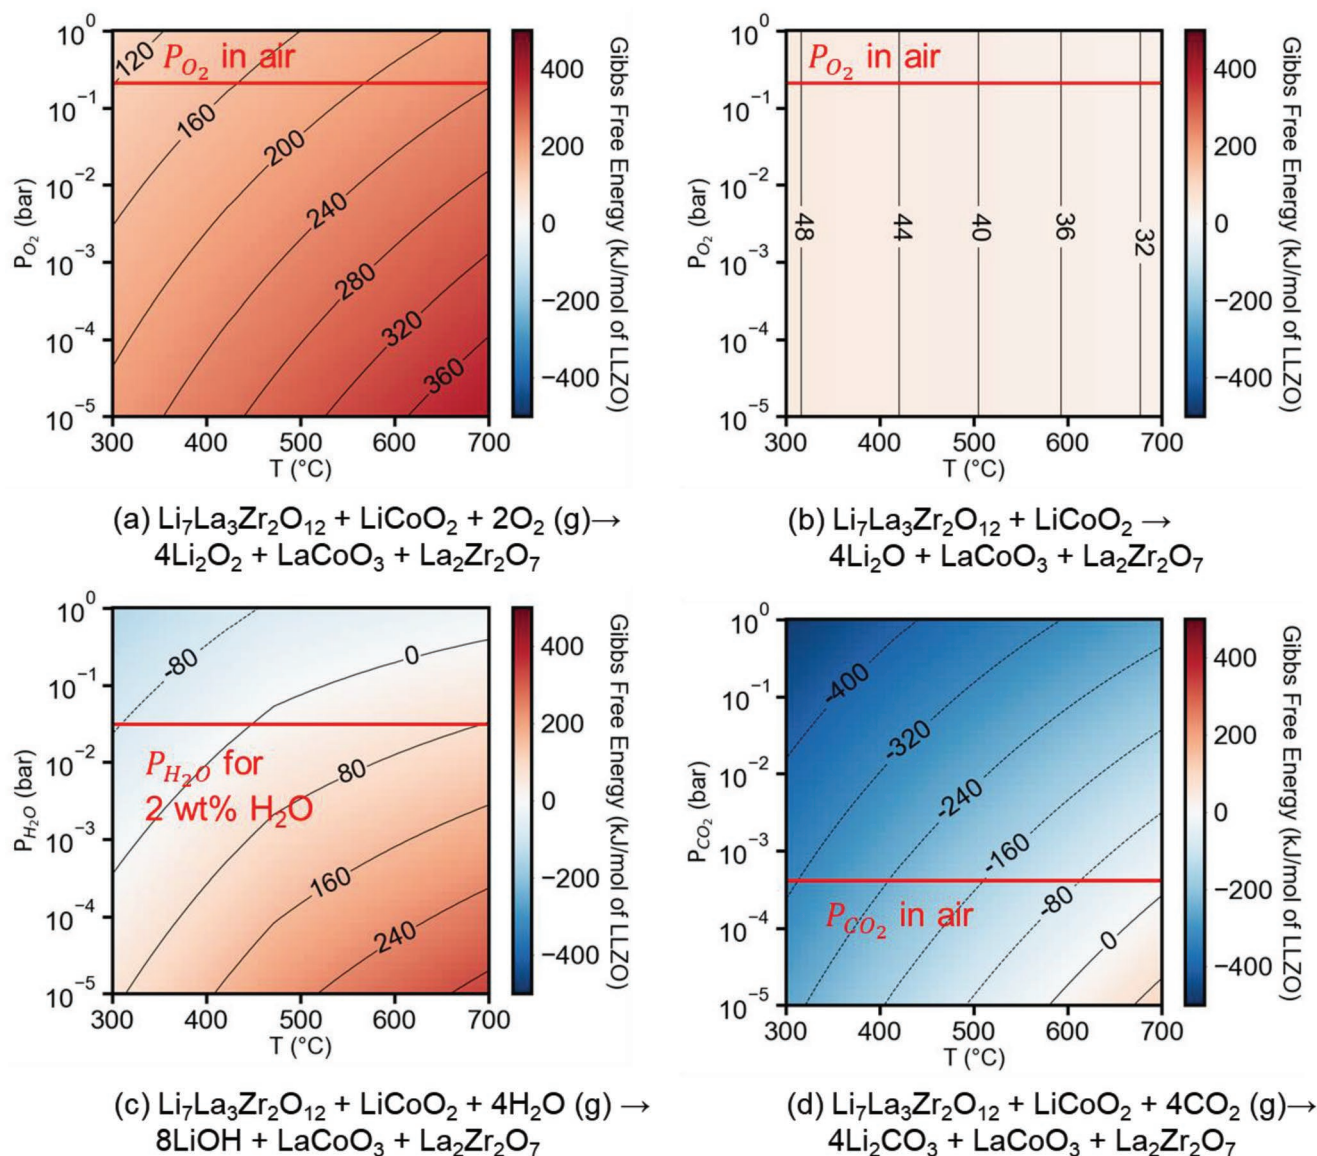 10⁰
10⁻¹
10⁻²
10⁻³
10⁻⁴
10⁻⁵
P_O₂ (bar)
P_O₂ in air
120
160
200
240
280
320
360
300 400 500 600 700
T (°C)
400
200
0
−200
−400
Gibbs Free Energy (kJ/mol of LLZO)
(a) Li₇La₃Zr₂O₁₂ + LiCoO₂ + 2O₂ (g)→
4Li₂O₂ + LaCoO₃ + La₂Zr₂O₇
10⁰
10⁻¹
10⁻²
10⁻³
10⁻⁴
10⁻⁵
P_O₂ (bar)
P_O₂ in air
48 44 40 36 32
300 400 500 600 700
T (°C)
400
200
0
−200
−400
Gibbs Free Energy (kJ/mol of LLZO)
(b) Li₇La₃Zr₂O₁₂ + LiCoO₂ →
4Li₂O + LaCoO₃ + La₂Zr₂O₇
10⁰
10⁻¹
10⁻²
10⁻³
10⁻⁴
10⁻⁵
P_H₂O (bar)
-80
0
P_H₂O for
2 wt% H₂O
80
160
240
300 400 500 600 700
T (°C)
400
200
0
−200
−400
Gibbs Free Energy (kJ/mol of LLZO)
(c) Li₇La₃Zr₂O₁₂ + LiCoO₂ + 4H₂O (g) →
8LiOH + LaCoO₃ + La₂Zr₂O₇
10⁰
10⁻¹
10⁻²
10⁻³
10⁻⁴
10⁻⁵
P_CO₂ (bar)
-400
-320
-240
-160
-80
0
P_CO₂ in air
300 400 500 600 700
T (°C)
400
200
0
−200
−400
Gibbs Free Energy (kJ/mol of LLZO)
(d) Li₇La₃Zr₂O₁₂ + LiCoO₂ + 4CO₂ (g)→
4Li₂CO₃ + LaCoO₃ + La₂Zr₂O₇